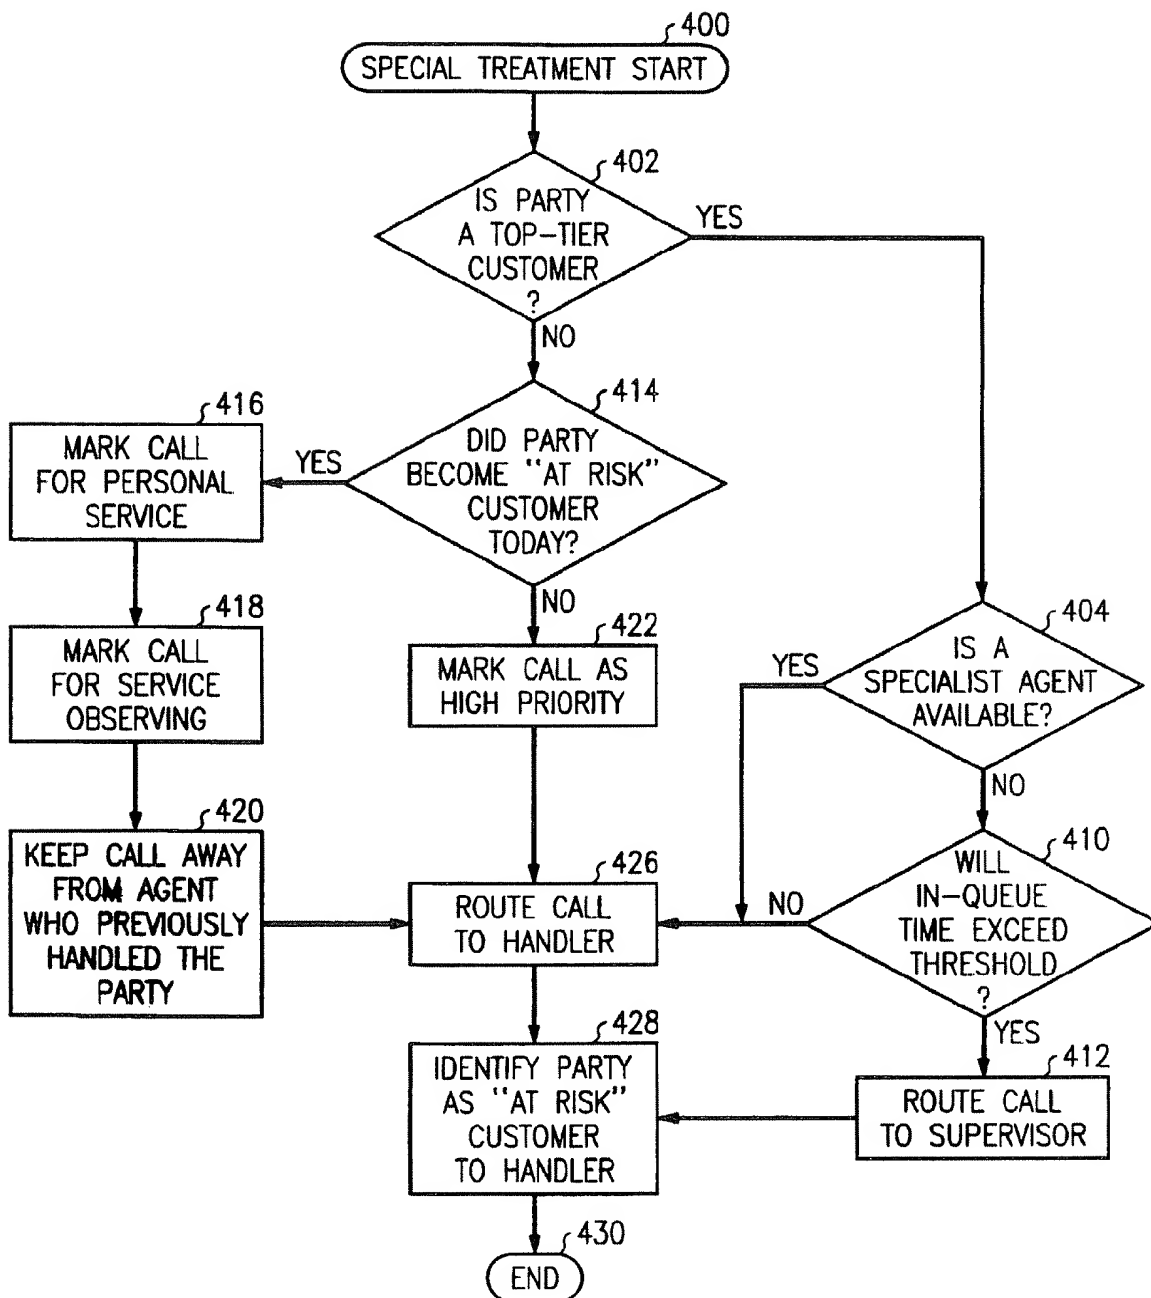 400
SPECIAL TREATMENT START
402
IS PARTY
A TOP-TIER
CUSTOMER
?
YES
NO
414
DID PARTY
BECOME "AT RISK"
CUSTOMER
TODAY?
YES
NO
416
MARK CALL
FOR PERSONAL
SERVICE
418
MARK CALL
FOR SERVICE
OBSERVING
420
KEEP CALL AWAY
FROM AGENT
WHO PREVIOUSLY
HANDLED THE
PARTY
422
MARK CALL AS
HIGH PRIORITY
404
IS A
SPECIALIST AGENT
AVAILABLE?
YES
NO
410
WILL
IN-QUEUE
TIME EXCEED
THRESHOLD
?
NO
YES
426
ROUTE CALL
TO HANDLER
412
ROUTE CALL
TO SUPERVISOR
428
IDENTIFY PARTY
AS "AT RISK"
CUSTOMER
TO HANDLER
430
END